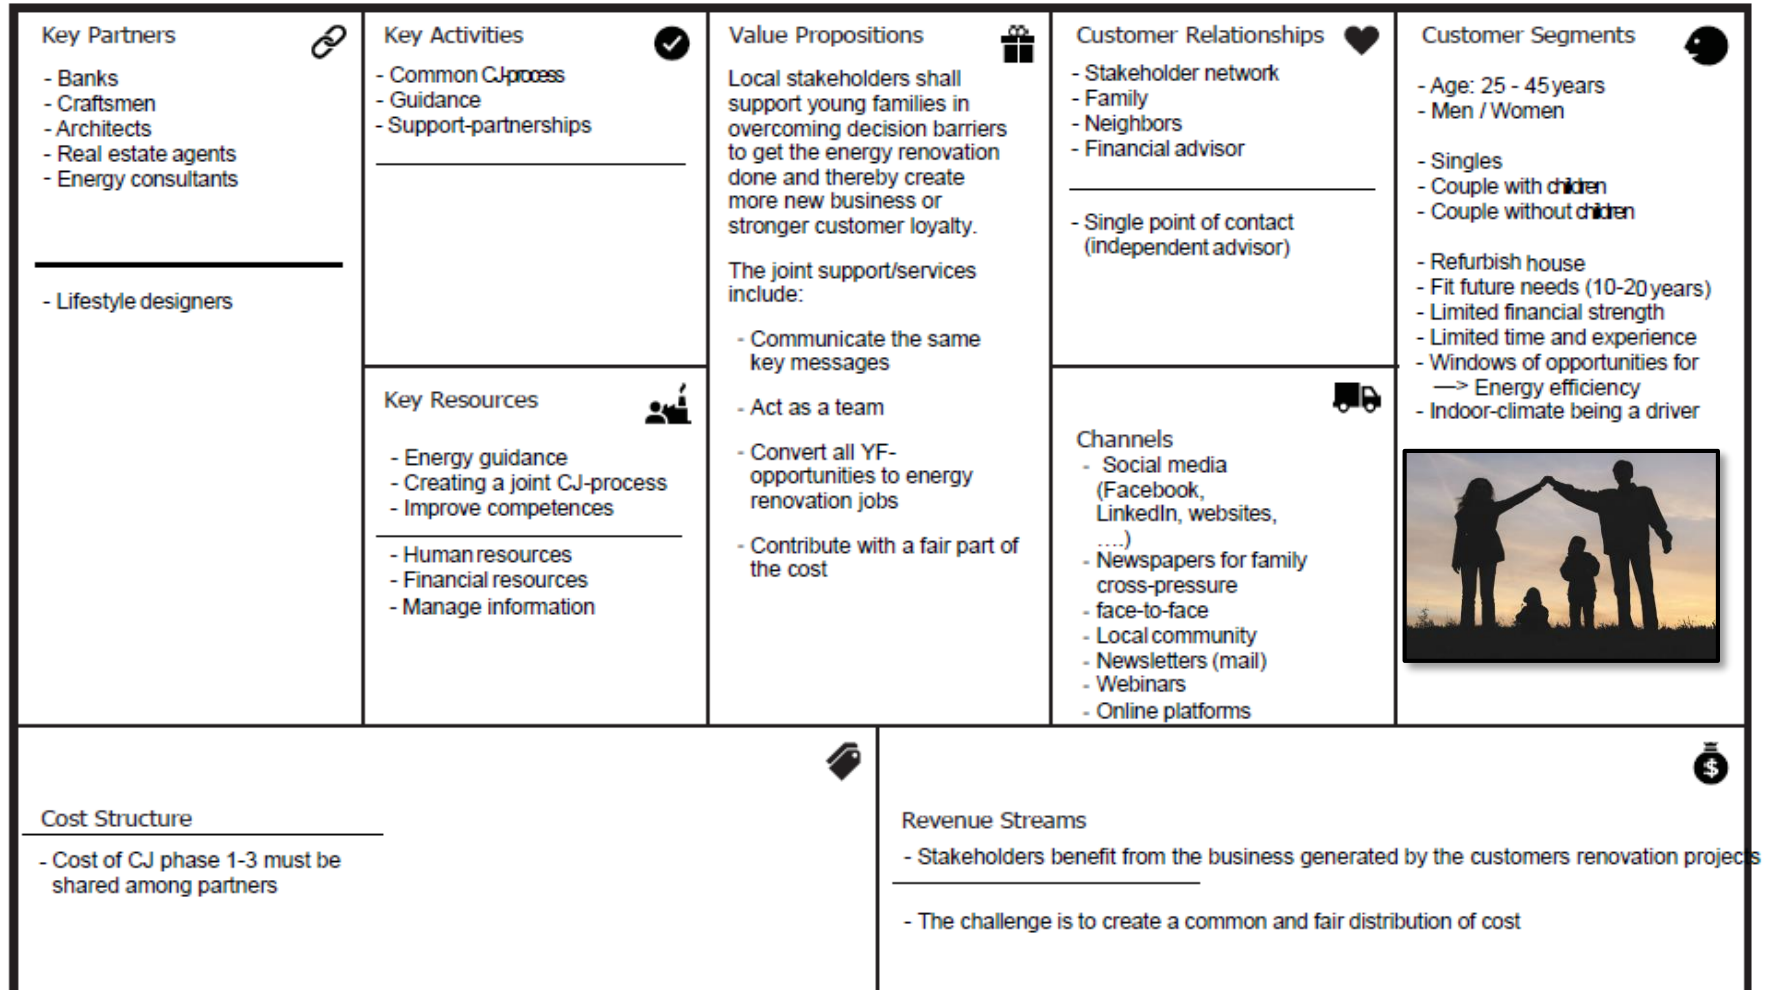 Key Partners
- Banks
- Craftsmen
- Architects
- Real estate agents
- Energy consultants
- Lifestyle designers
Key Activities
- Common CJ-process
- Guidance
- Support-partnerships
Key Resources
- Energy guidance
- Creating a joint CJ-process
- Improve competences
- Human resources
- Financial resources
- Manage information
Value Propositions
Local stakeholders shall
support young families in
overcoming decision barriers
to get the energy renovation
done and thereby create
more new business or
stronger customer loyalty.
The joint support/services
include:
- Communicate the same
key messages
- Act as a team
- Convert all YF-
opportunities to energy
renovation jobs
- Contribute with a fair part of
the cost
Customer Relationships
- Stakeholder network
- Family
- Neighbors
- Financial advisor
- Single point of contact
(independent advisor)
Channels
- Social media
(Facebook,
LinkedIn, websites,
....)
- Newspapers for family
cross-pressure
- face-to-face
- Local community
- Newsletters (mail)
- Webinars
- Online platforms
Customer Segments
- Age: 25 - 45 years
- Men / Women
- Singles
- Couple with children
- Couple without children
- Refurbish house
- Fit future needs (10-20 years)
- Limited financial strength
- Limited time and experience
- Windows of opportunities for
—> Energy efficiency
- Indoor-climate being a driver
Cost Structure
- Cost of CJ phase 1-3 must be
shared among partners
$
Revenue Streams
- Stakeholders benefit from the business generated by the customers renovation projects
- The challenge is to create a common and fair distribution of cost